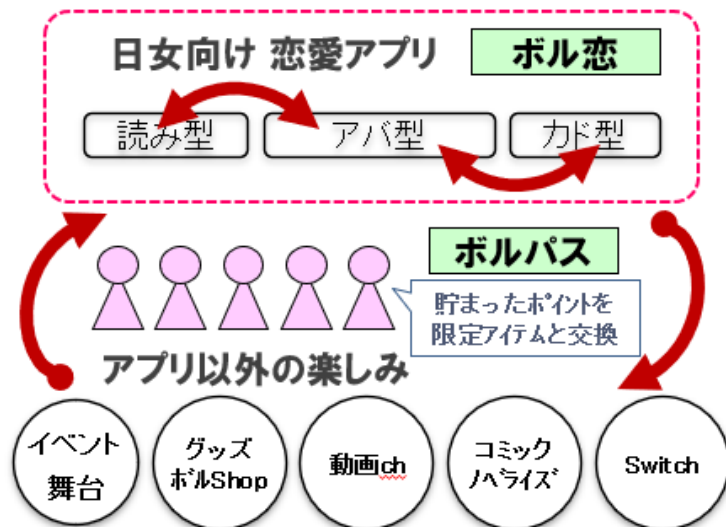 日女向け 恋愛アプリ
ボル恋
読み型
アバ型
カド型
ボルパス
貯まったポイントを
限定アイテムと交換
アプリ以外の楽しみ
イベント
舞台
グッズ
ボルShop
動画ch
コミック
ノベライズ
Switch